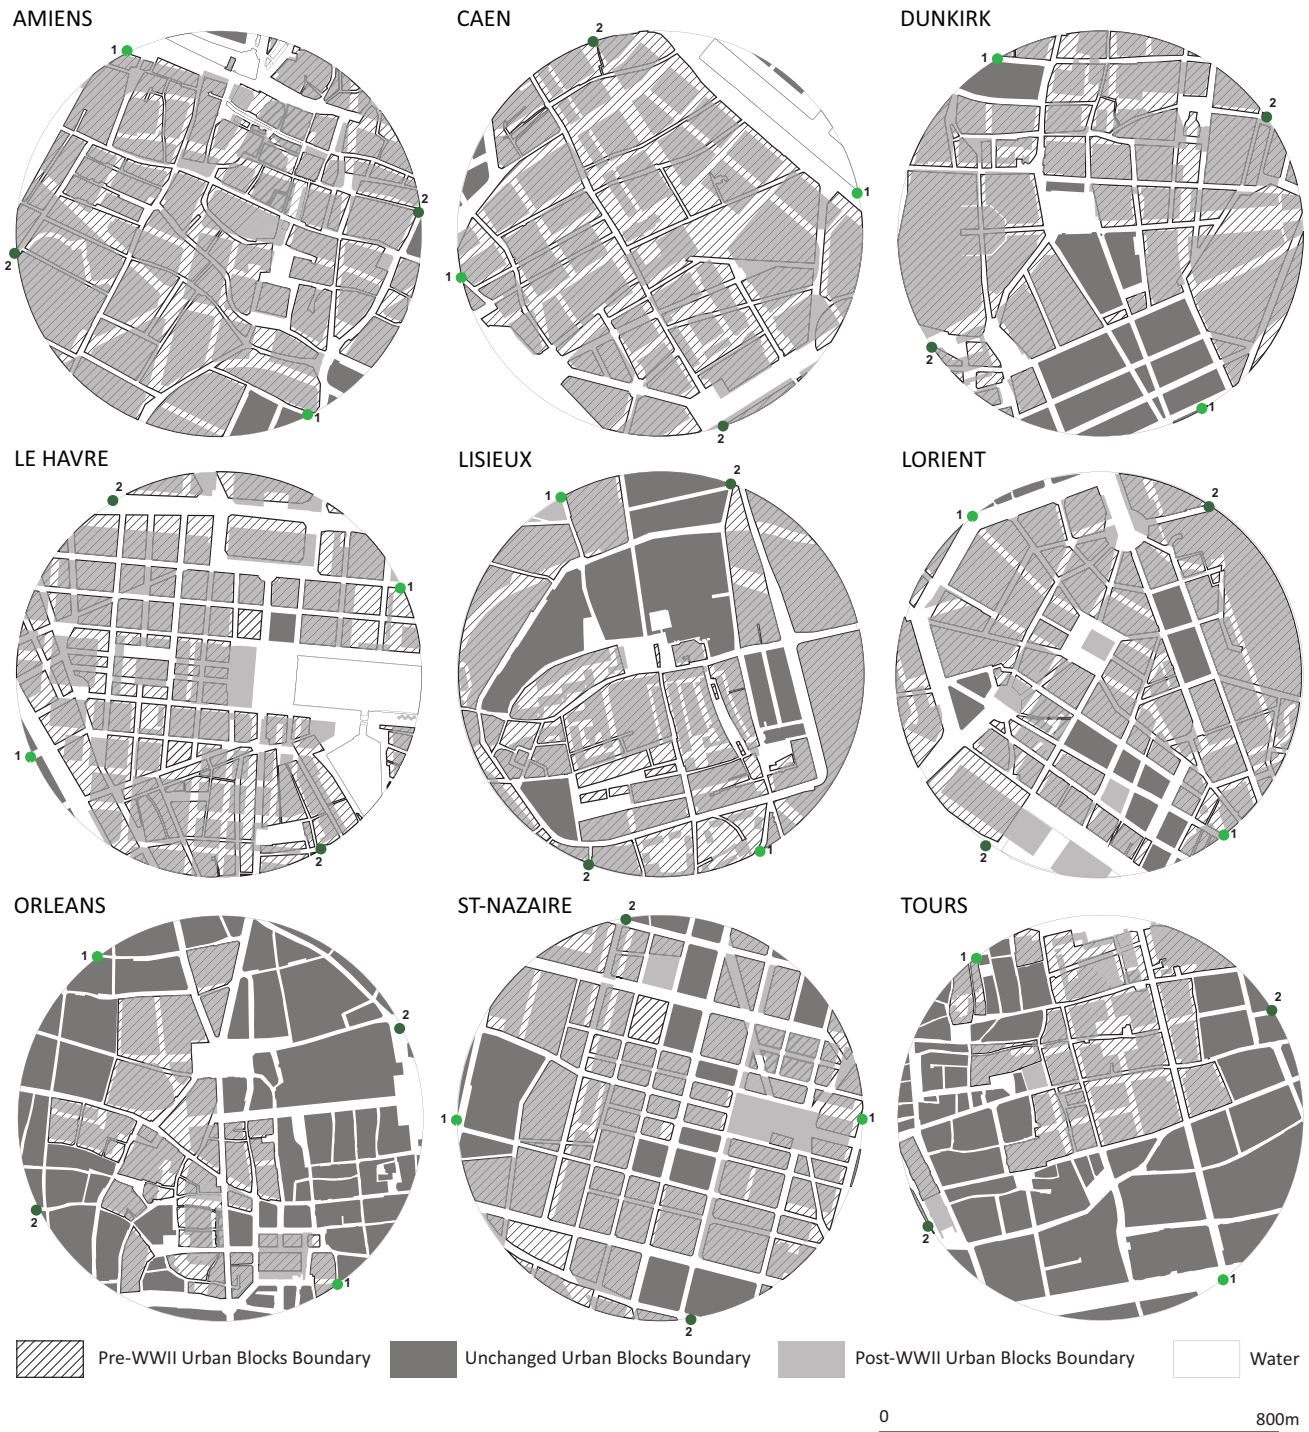 AMIENS
CAEN
DUNKIRK
1
2
1
2
2
1
2
1
2
1
2
1
LE HAVRE
LISIEUX
LORIENT
2
1
1
2
1
2
1
2
1
2
2
1
ORLEANS
ST-NAZAIRE
TOURS
1
2
2
1
2
1
1
2
1
2
2
1
Pre-WWII Urban Blocks Boundary
Unchanged Urban Blocks Boundary
Post-WWII Urban Blocks Boundary
Water
0
800m